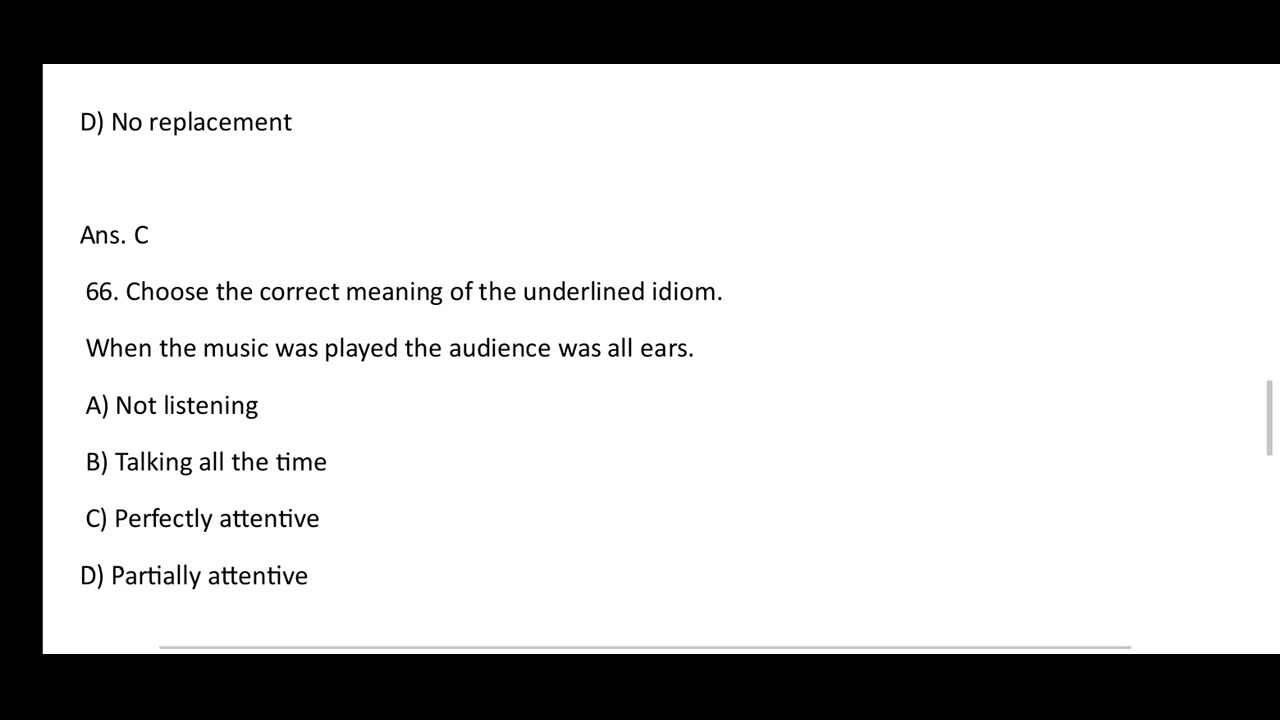 D) No replacement
Ans. C
66. Choose the correct meaning of the underlined idiom.
When the music was played the audience was all ears.
A) Not listening
B) Talking all the time
C) Perfectly attentive
D) Partially attentive